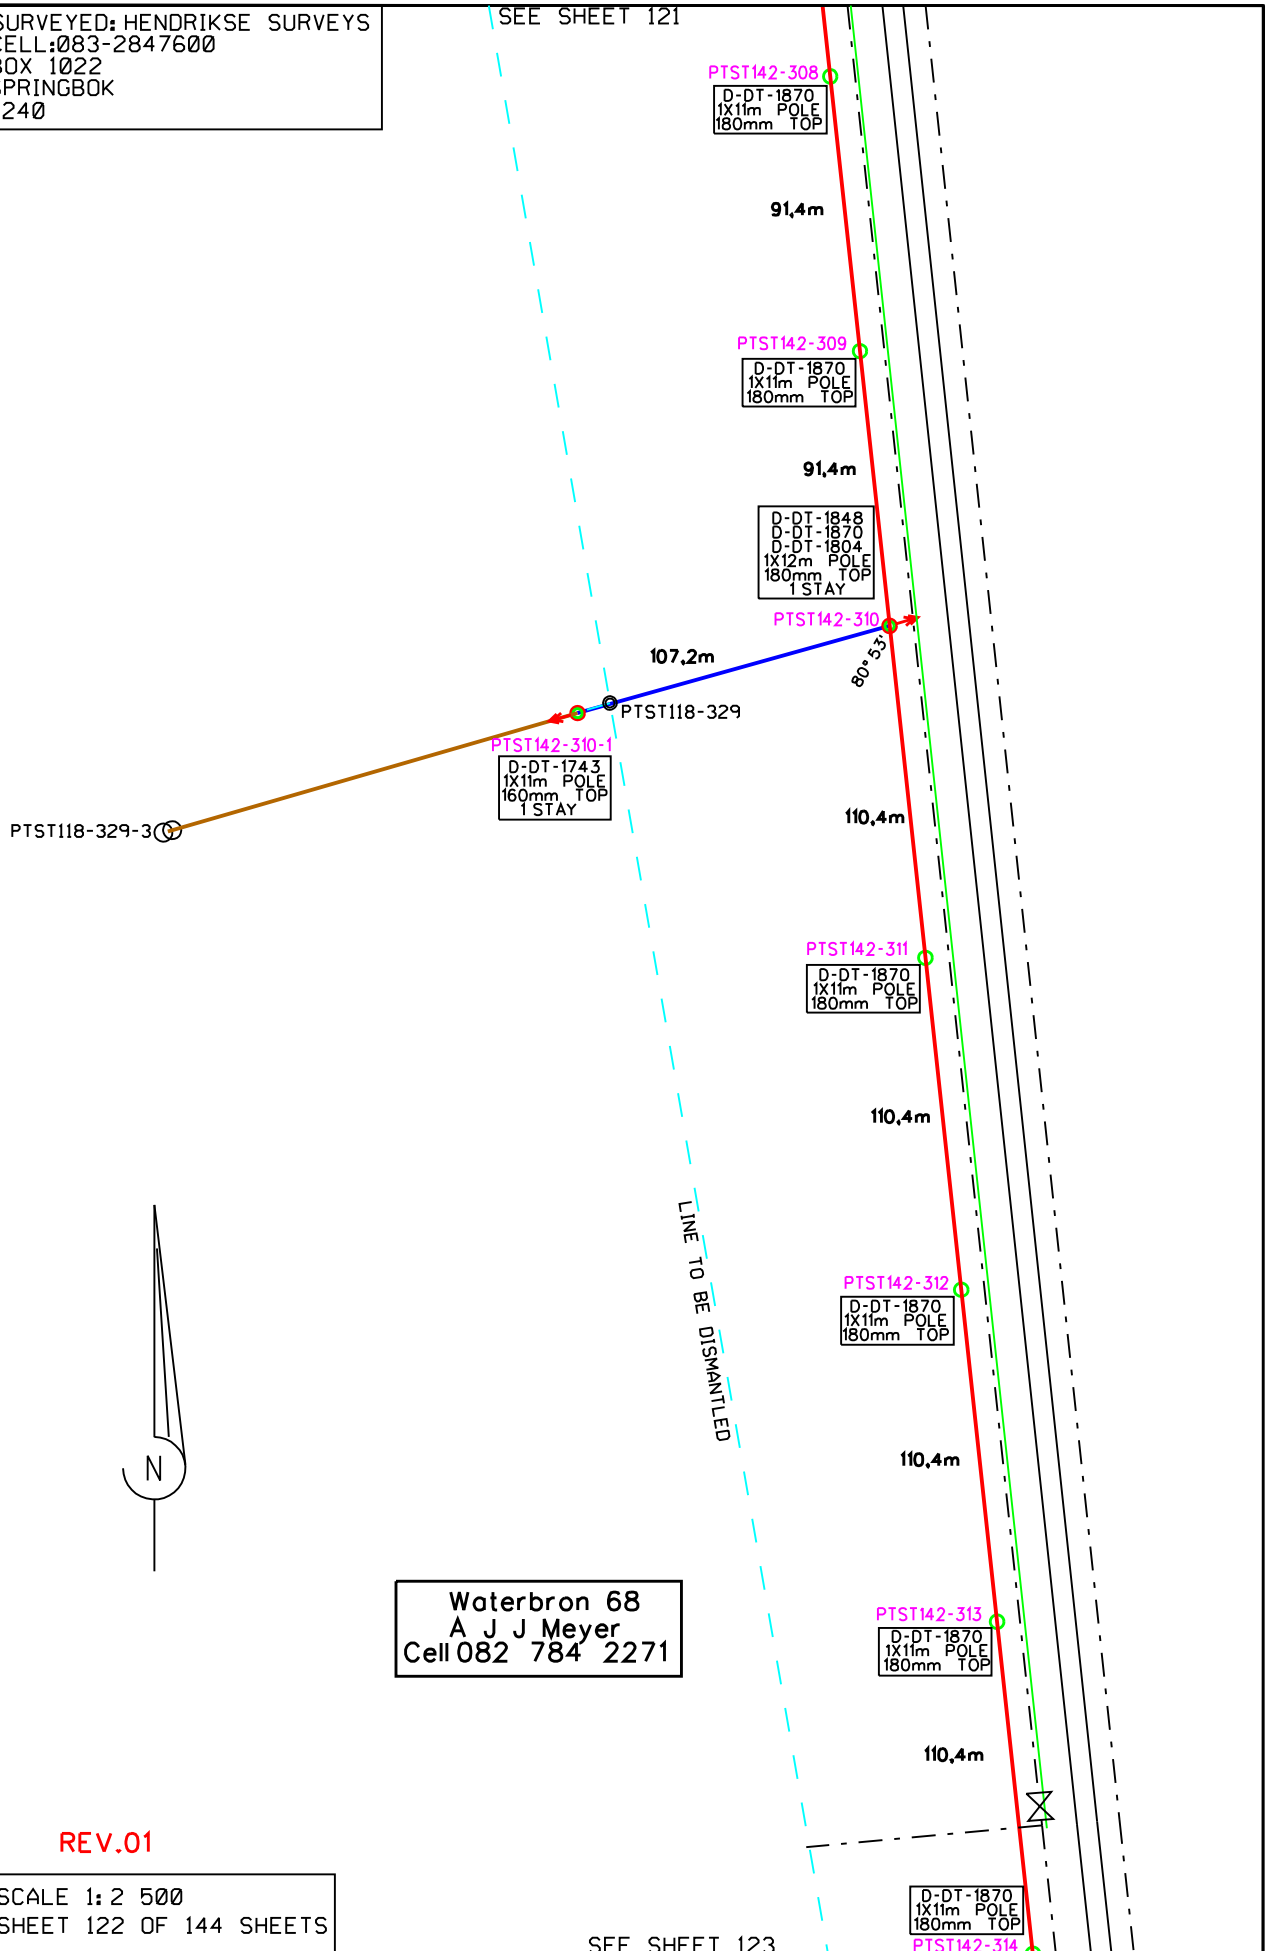 SURVEYED: HENDRIKSE SURVEYS
CELL:083-2847600
BOX 1022
SPRINGBOK
240
SEE SHEET 121
PTST142-308
D-DT-1870
1X11m POLE
180mm TOP
91,4m
PTST142-309
D-DT-1870
1X11m POLE
180mm TOP
91,4m
D-DT-1848
D-DT-1870
D-DT-1804
1X12m POLE
180mm TOP
1 STAY
PTST142-310
80°53'
107,2m
PTST118-329
PTST142-310-1
D-DT-1743
1X11m POLE
160mm TOP
1 STAY
PTST118-329-3
110,4m
PTST142-311
D-DT-1870
1X11m POLE
180mm TOP
110,4m
LINE TO BE DISMANTLED
PTST142-312
D-DT-1870
1X11m POLE
180mm TOP
110,4m
N
Waterbron 68
A J J Meyer
Cell 082 784 2271
PTST142-313
D-DT-1870
1X11m POLE
180mm TOP
110,4m
REV.01
SCALE 1:2 500
SHEET 122 OF 144 SHEETS
D-DT-1870
1X11m POLE
180mm TOP
PTST142-314
SEE SHEET 123